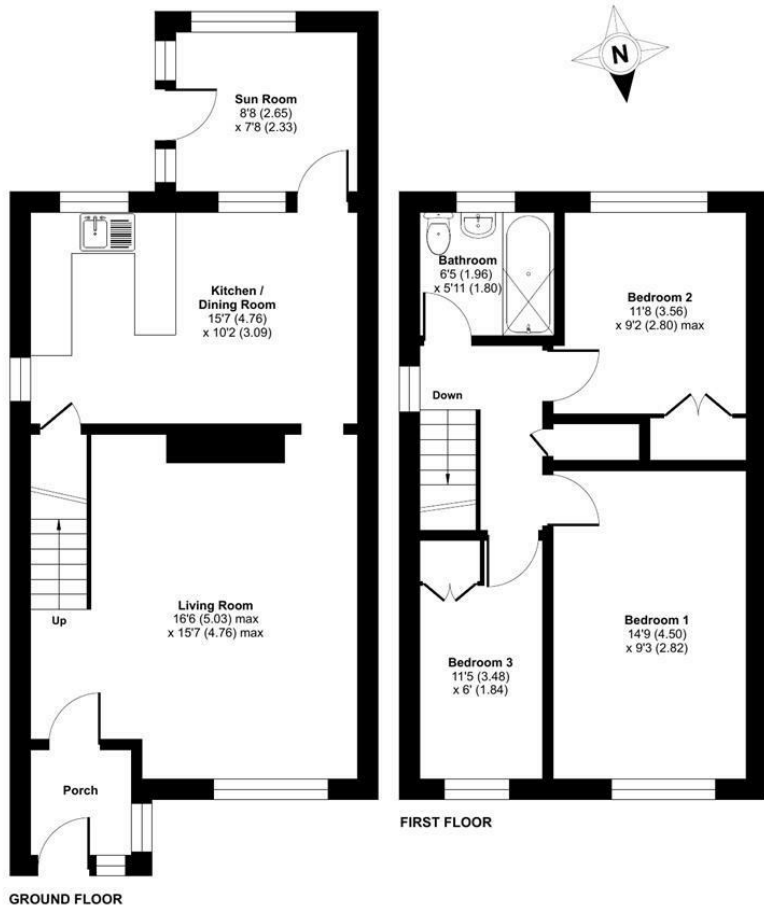 N
Sun Room
8'8 (2.65)
x 7'8 (2.33)
Kitchen /
Dining Room
15'7 (4.76)
x 10'2 (3.09)
Up
Living Room
16'6 (5.03) max
x 15'7 (4.76) max
Porch
GROUND FLOOR
Bathroom
6'5 (1.96)
x 5'11 (1.80)
Bedroom 2
11'8 (3.56)
x 9'2 (2.80) max
Down
Bedroom 1
14'9 (4.50)
x 9'3 (2.82)
Bedroom 3
11'5 (3.48)
x 6' (1.84)
FIRST FLOOR